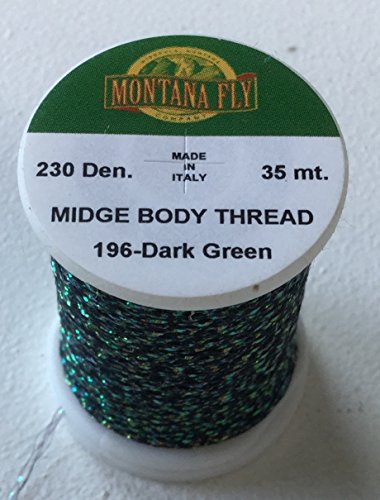 MONTANA FLY
COMPANY
230 Den.
MADE
IN
ITALY
35 mt.
MIDGE BODY THREAD
196-Dark Green